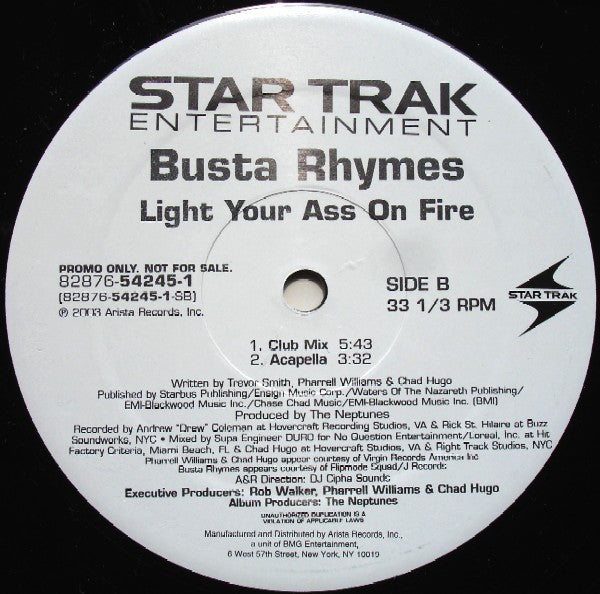 STAR TRAK
ENTERTAINMENT
Busta Rhymes
Light Your Ass On Fire
PROMO ONLY. NOT FOR SALE.
82876-54245-1
(82876-54245-1-SB)
℗ 2003 Arista Records, Inc.
SIDE B
33 1/3 RPM
STAR TRAK
1. Club Mix 5:43
2. Acapella 3:32
Written by Trevor Smith, Pharrell Williams & Chad Hugo
Published by Starbus Publishing/Ensign Music Corp./Waters Of The Nazareth Publishing/
EMI-Blackwood Music Inc./Chase Chad Music/EMI-Blackwood Music Inc. (BMI)
Produced by The Neptunes
Recorded by Andrew "Drew" Coleman at Hovercraft Recording Studios, VA & Rick St. Hilaire at Buzz
Soundworks, NYC • Mixed by Supa Engineer DURO for No Question Entertainment/Loreal, Inc. at Hit
Factory Criteria, Miami Beach, FL & Chad Hugo at Hovercraft Studios, VA & Right Track Studios, NYC
Pharrell Williams & Chad Hugo appear courtesy of Virgin Records America Inc
Busta Rhymes appears courtesy of Flipmode Squad/J Records
A&R Direction: DJ Cipha Sounds
Executive Producers: Rob Walker, Pharrell Williams & Chad Hugo
Album Producers: The Neptunes
UNAUTHORIZED DUPLICATION IS A
VIOLATION OF APPLICABLE LAWS
Manufactured and Distributed by Arista Records, Inc.,
a unit of BMG Entertainment,
6 West 57th Street, New York, NY 10019